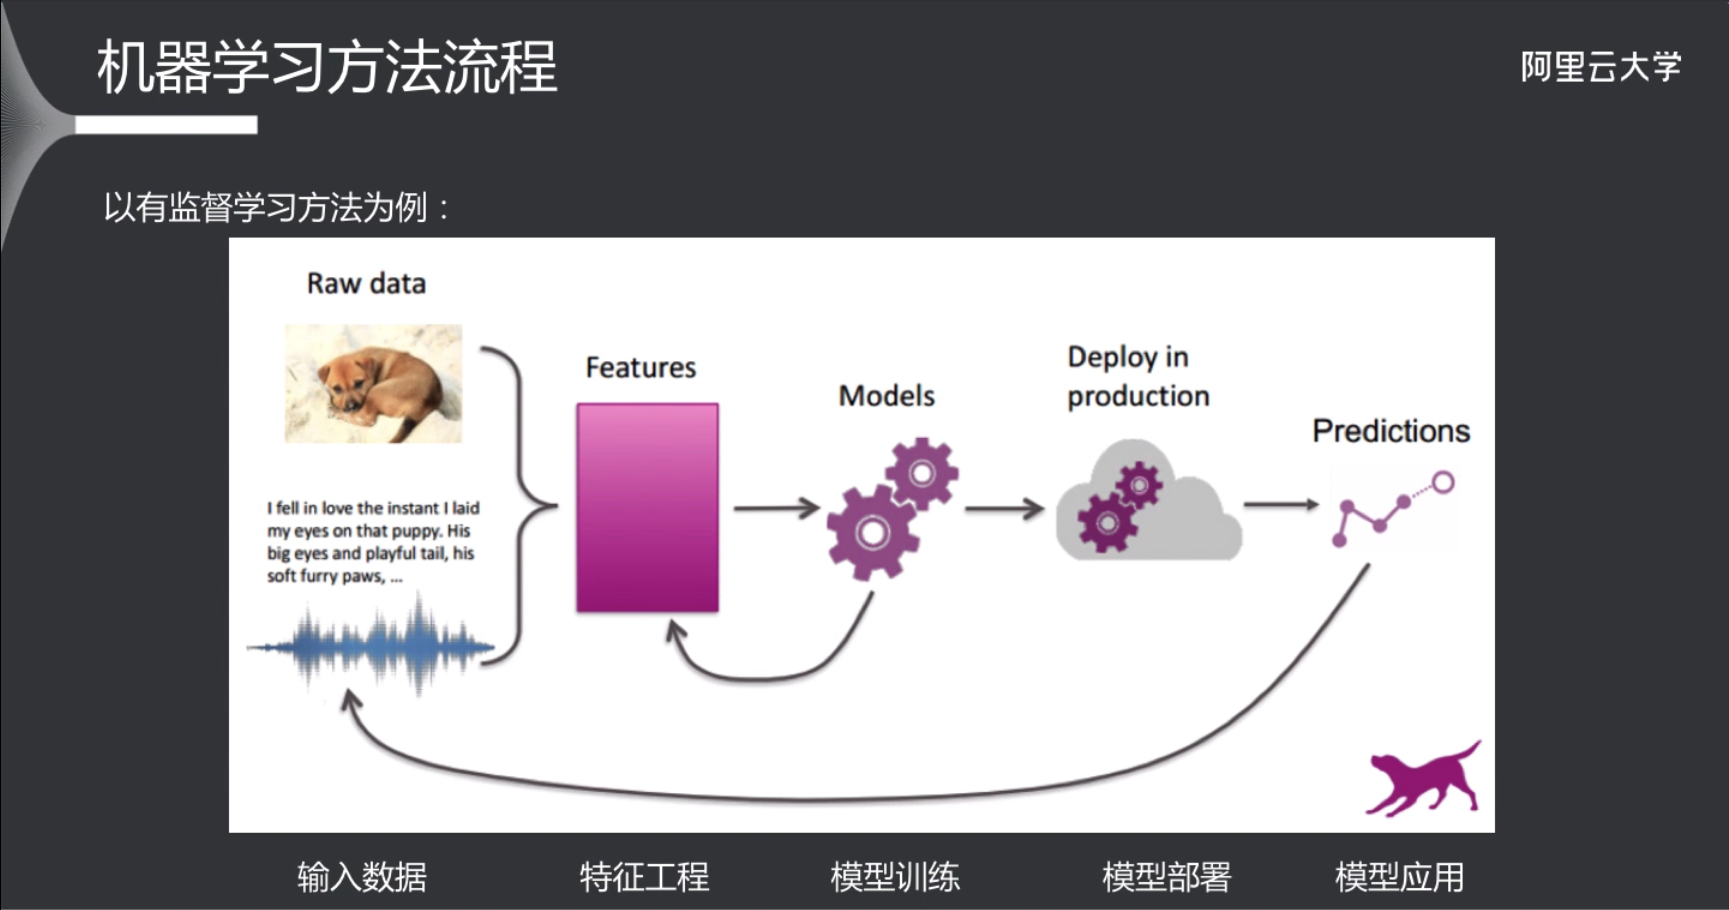 机器学习方法流程
阿里云大学
以有监督学习方法为例：
Raw data
I fell in love the instant I laid
my eyes on that puppy. His
big eyes and playful tail, his
soft furry paws, ...
Features
Models
Deploy in
production
Predictions
输入数据
特征工程
模型训练
模型部署
模型应用